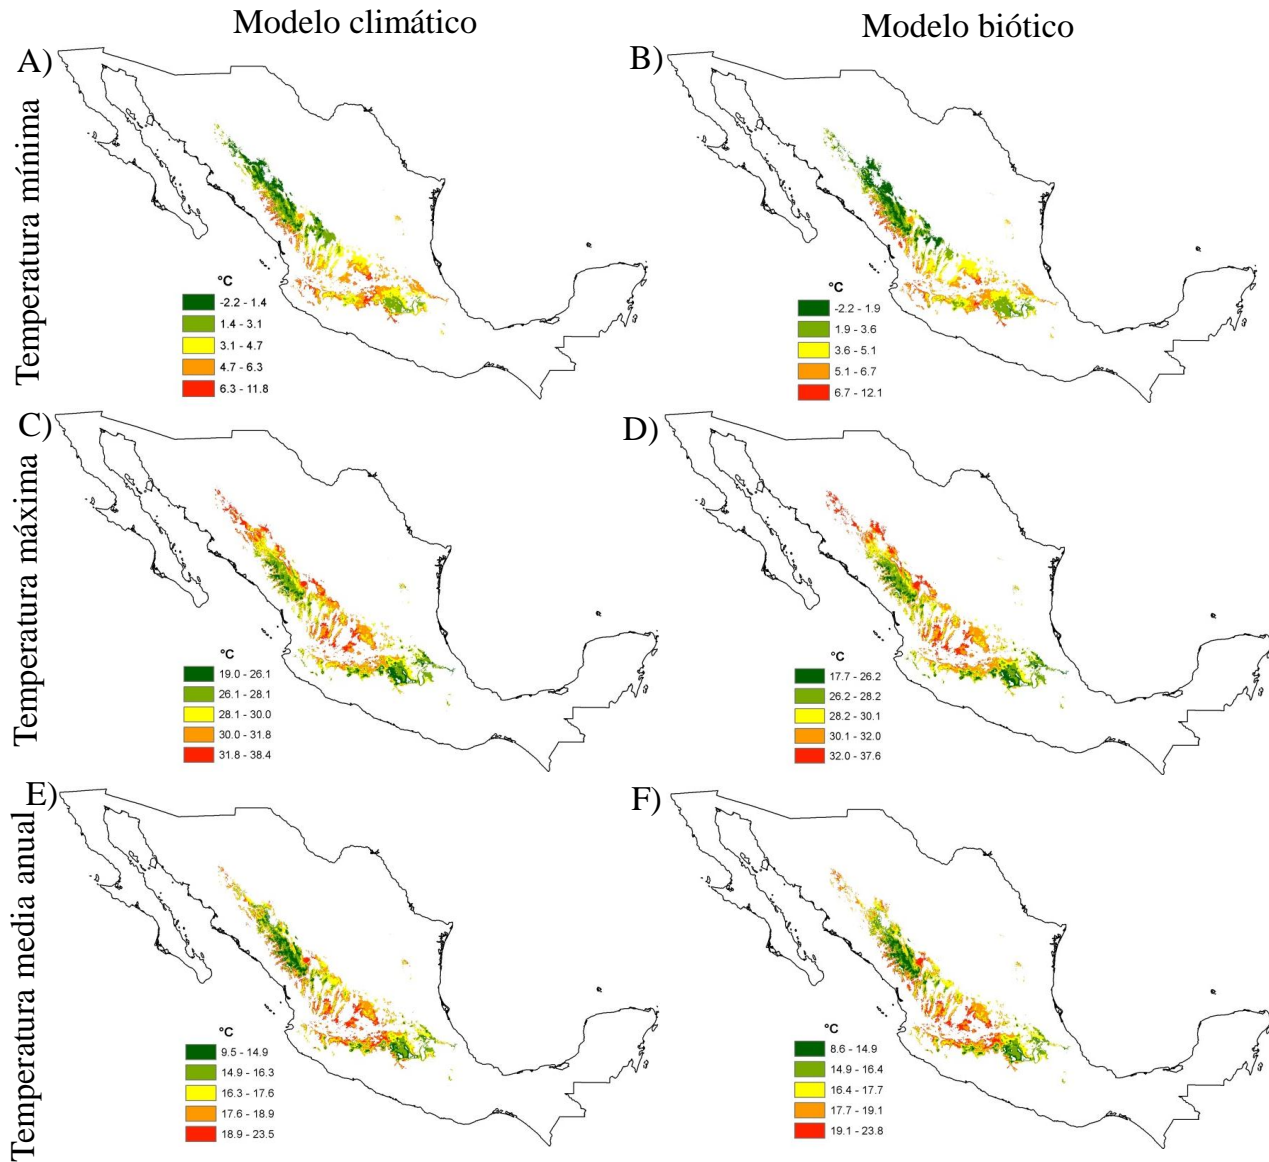 Modelo climático
Modelo biótico
Temperatura mínima
A)
°C
-2.2 - 1.4
1.4 - 3.1
3.1 - 4.7
4.7 - 6.3
6.3 - 11.8
B)
°C
-2.2 - 1.9
1.9 - 3.6
3.6 - 5.1
5.1 - 6.7
6.7 - 12.1
Temperatura máxima
C)
°C
19.0 - 26.1
26.1 - 28.1
28.1 - 30.0
30.0 - 31.8
31.8 - 38.4
D)
°C
17.7 - 26.2
26.2 - 28.2
28.2 - 30.1
30.1 - 32.0
32.0 - 37.6
Temperatura media anual
E)
°C
9.5 - 14.9
14.9 - 16.3
16.3 - 17.6
17.6 - 18.9
18.9 - 23.5
F)
°C
8.6 - 14.9
14.9 - 16.4
16.4 - 17.7
17.7 - 19.1
19.1 - 23.8